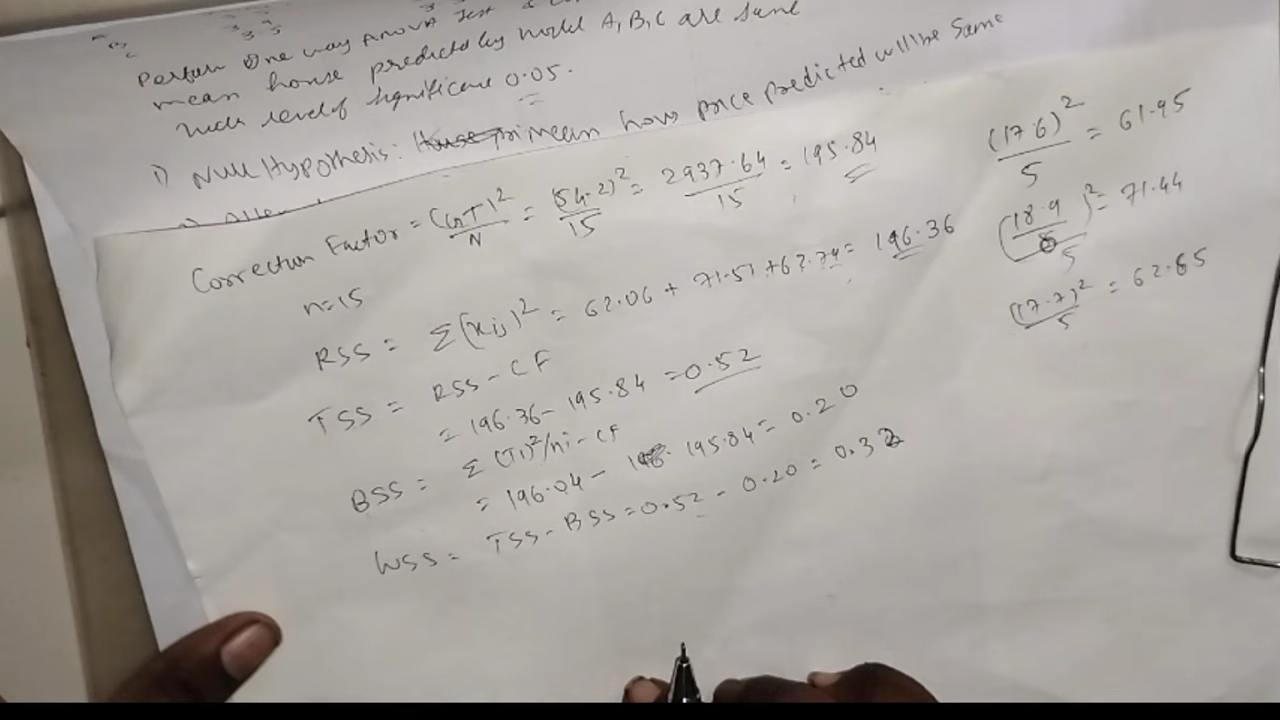 Perform One way Anova Test
mean house predicted by model A, B, C are same
with level of significance 0.05.
1) Null Hypothesis: mean house price predicted will be same
Correction Factor = (GT)²/N = (54.2)²/15 = 2937.64/15 = 195.84
n=15
RSS = Σ(xij)² = 62.06 + 71.51 + 62.79 = 196.36
TSS = RSS - CF
= 196.36 - 195.84 = 0.52
BSS = Σ(Ti)²/ni - CF
= 196.04 - 195.84 = 0.20
WSS = TSS - BSS = 0.52 - 0.20 = 0.32
(17.6)²/5 = 61.95
(18.9)²/5 = 71.44
(17.7)²/5 = 62.65